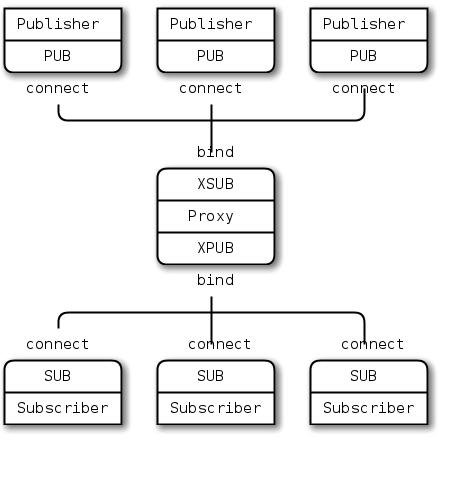 Publisher Publisher Publisher
PUB PUB PUB
connect connect connect
bind
XSUB
Proxy
XPUB
bind
connect connect connect
SUB SUB SUB
Subscriber Subscriber Subscriber